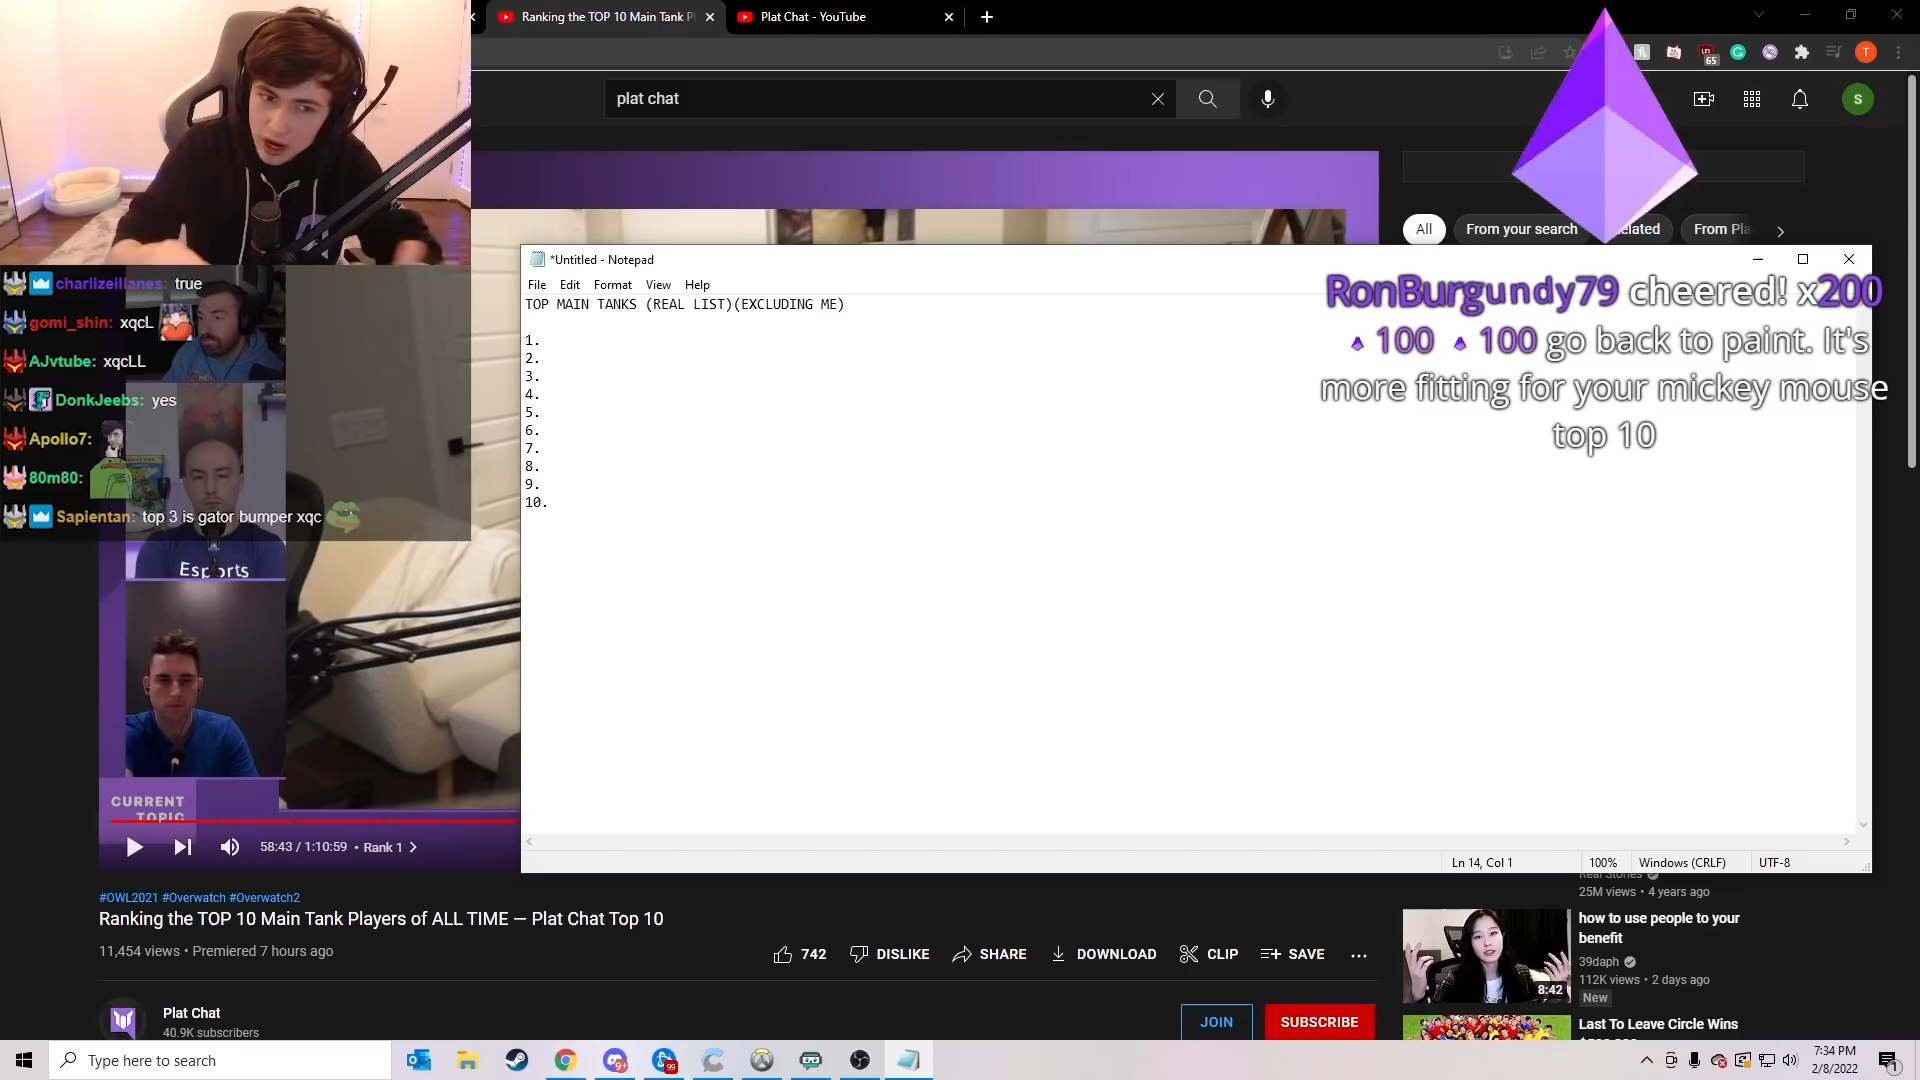 Ranking the TOP 10 Main Tank P
Plat Chat - YouTube
plat chat
65
T
S
All
From your search
elated
From Pla
*Untitled - Notepad
File Edit Format View Help
TOP MAIN TANKS (REAL LIST)(EXCLUDING ME)
1.
2.
3.
4.
5.
6.
7.
8.
9.
10.
Ln 14, Col 1
100%
Windows (CRLF)
UTF-8
RonBurgundy79 cheered! x200
100 100 go back to paint. It's
more fitting for your mickey mouse
top 10
charlizeillanes: true
gomi_shin: xqcL
AJvtube: xqcLL
DonkJeebs: yes
Apollo7:
80m80:
Sapientan: top 3 is gator bumper xqc
Esports
CURRENT
TOPIC
58:43 / 1:10:59 • Rank 1
#OWL2021 #Overwatch #Overwatch2
Ranking the TOP 10 Main Tank Players of ALL TIME — Plat Chat Top 10
11,454 views • Premiered 7 hours ago
742
DISLIKE
SHARE
DOWNLOAD
CLIP
SAVE
Plat Chat
40.9K subscribers
JOIN
SUBSCRIBE
Real Stories
25M views • 4 years ago
how to use people to your
benefit
39daph
112K views • 2 days ago
New
8:42
Last To Leave Circle Wins
Type here to search
9+
99
7:34 PM
2/8/2022
1